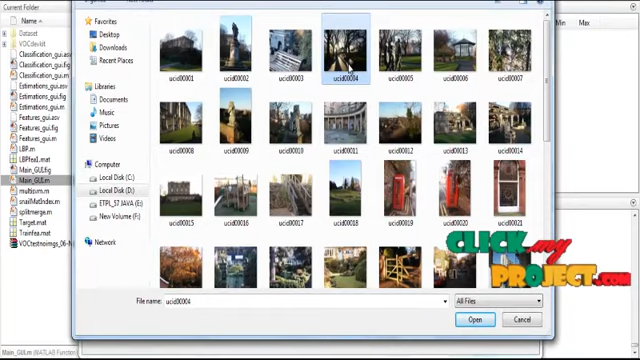 Current Folder
Name
Dataset
VOCdevkit
Classification_gui.asv
Classification_gui.fig
Classification_gui.m
Estimations_gui.asv
Estimations_gui.fig
Estimations_gui.m
Features_gui.asv
Features_gui.fig
Features_gui.m
LBP.m
LBPfea1.mat
Main_GUI.fig
Main_GUI.m
multisvm.m
snailMatIndex.m
splitmerge.m
Target.mat
Trainfea.mat
Favorites
Desktop
Downloads
Recent Places
Libraries
Documents
Music
Pictures
Videos
Computer
Local Disk (C:)
Local Disk (D:)
ETPL_57.JAVA (E:)
New Volume (F:)
Network
ucid00001
ucid00002
ucid00003
ucid00004
ucid00005
ucid00006
ucid00007
ucid00008
ucid00009
ucid00010
ucid00011
ucid00012
ucid00013
ucid00014
ucid00015
ucid00016
ucid00017
ucid00018
ucid00019
ucid00020
ucid00021
Min
Max
CLICK my
PROJECT.COM
File name:
ucid00004
All Files
Open
Cancel
Main_GUI.m (MATLAB Function)